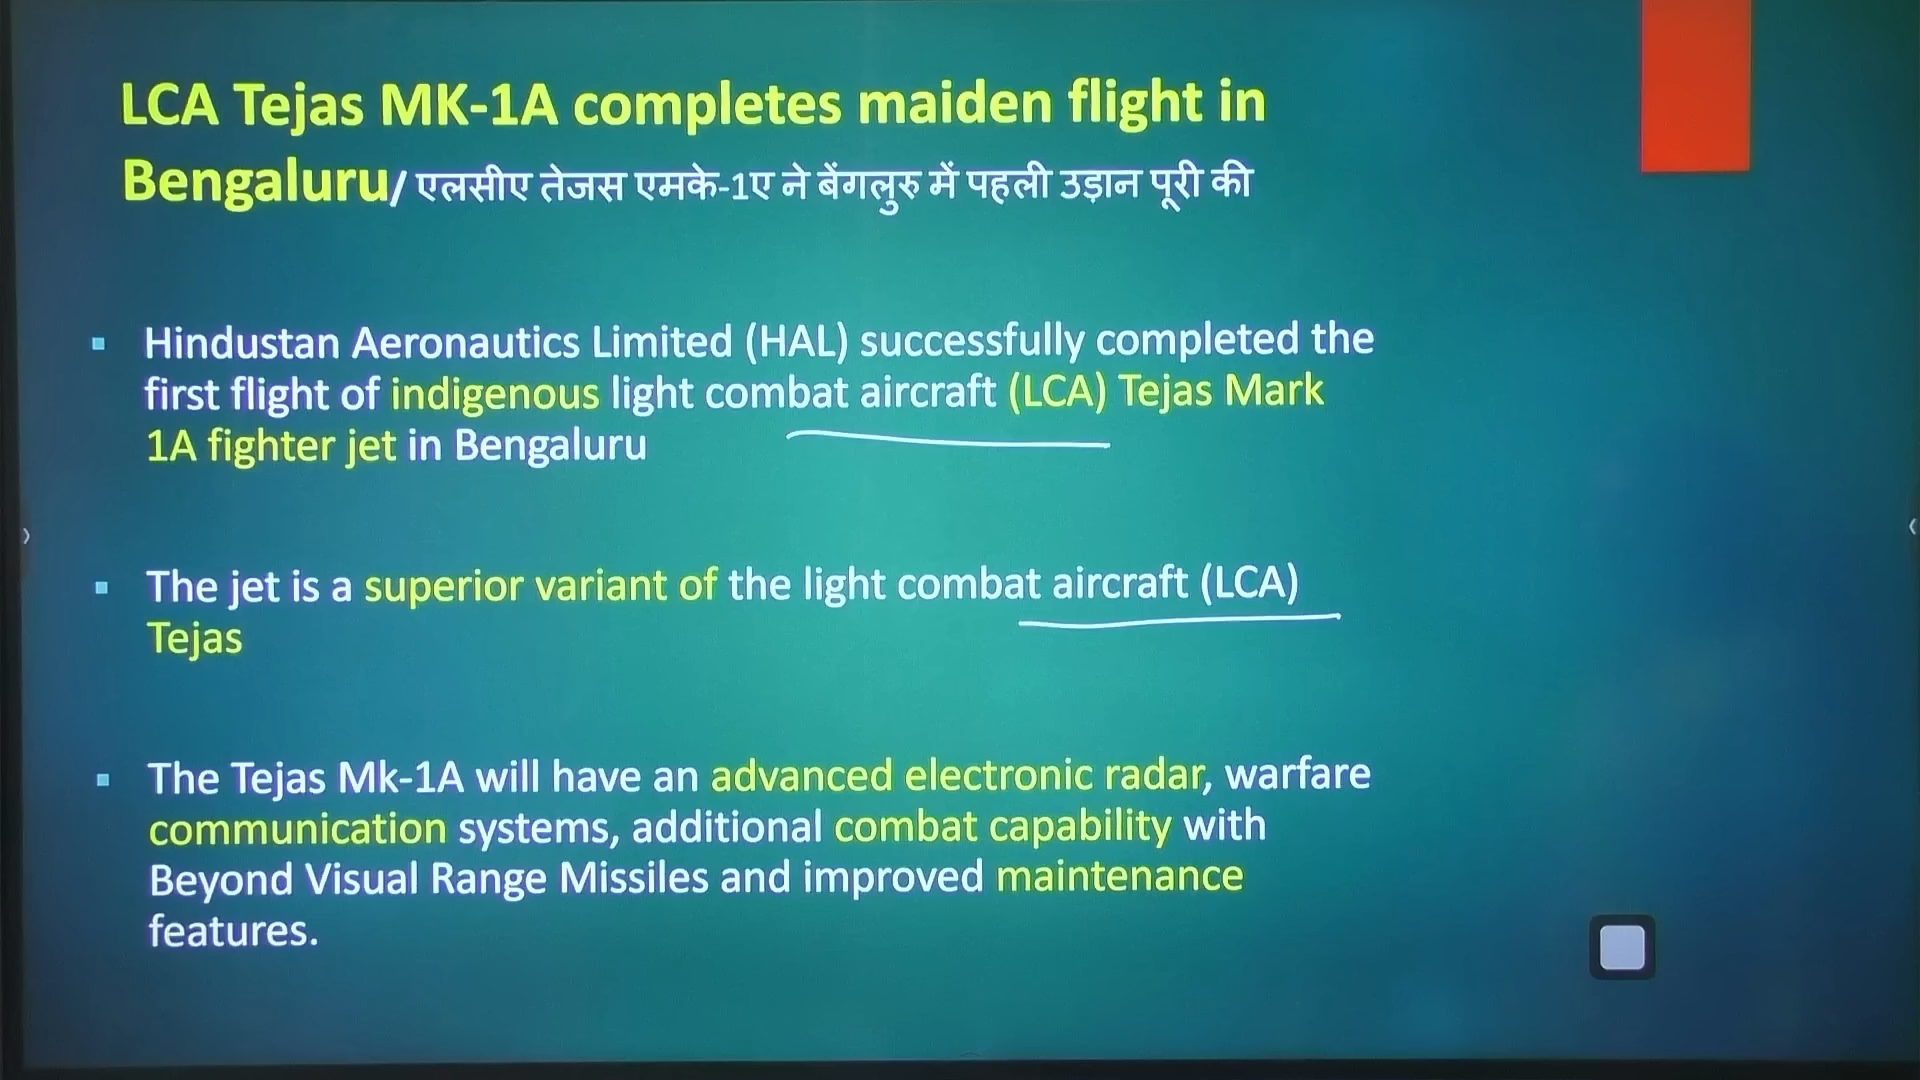 LCA Tejas MK-1A completes maiden flight in
Bengaluru/ एलसीए तेजस एमके-1ए ने बेंगलुरु में पहली उड़ान पूरी की
Hindustan Aeronautics Limited (HAL) successfully completed the
first flight of indigenous light combat aircraft (LCA) Tejas Mark
1A fighter jet in Bengaluru
The jet is a superior variant of the light combat aircraft (LCA)
Tejas
The Tejas Mk-1A will have an advanced electronic radar, warfare
communication systems, additional combat capability with
Beyond Visual Range Missiles and improved maintenance
features.